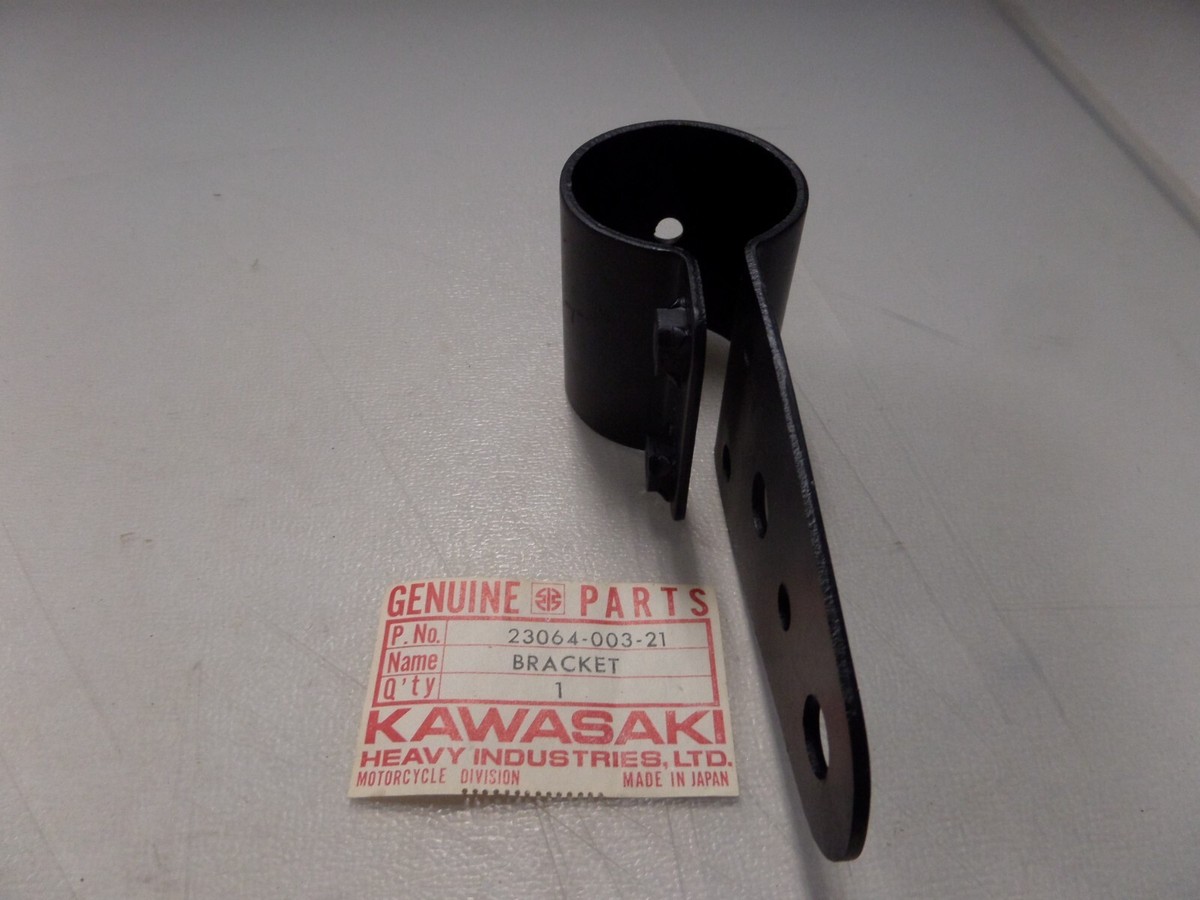 GENUINE PARTS
P. No. 23064-003-21
Name BRACKET
Q'ty 1
KAWASAKI
HEAVY INDUSTRIES, LTD.
MOTORCYCLE DIVISION MADE IN JAPAN